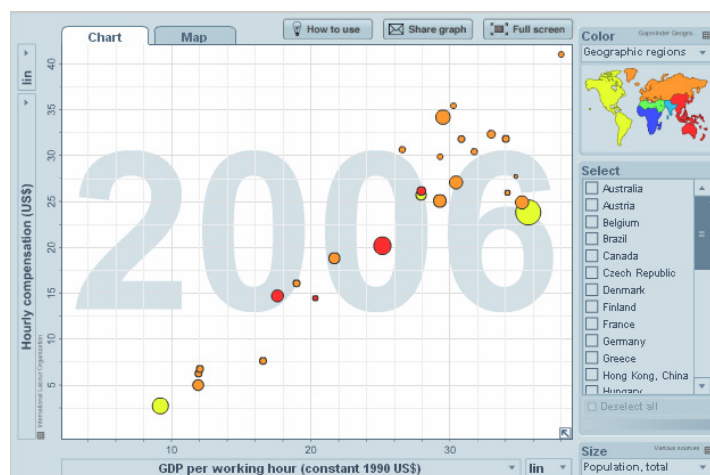 Chart
Map
How to use
Share graph
Full screen
Color
Geographic regions
lin
Hourly compensation (US$)
International Labour Organization
40
35
30
25
20
15
10
5
2006
10
20
30
GDP per working hour (constant 1990 US$)
lin
Select
Australia
Austria
Belgium
Brazil
Canada
Czech Republic
Denmark
Finland
France
Germany
Greece
Hong Kong, China
Hungary
Deselect all
Size
Various sources
Population, total